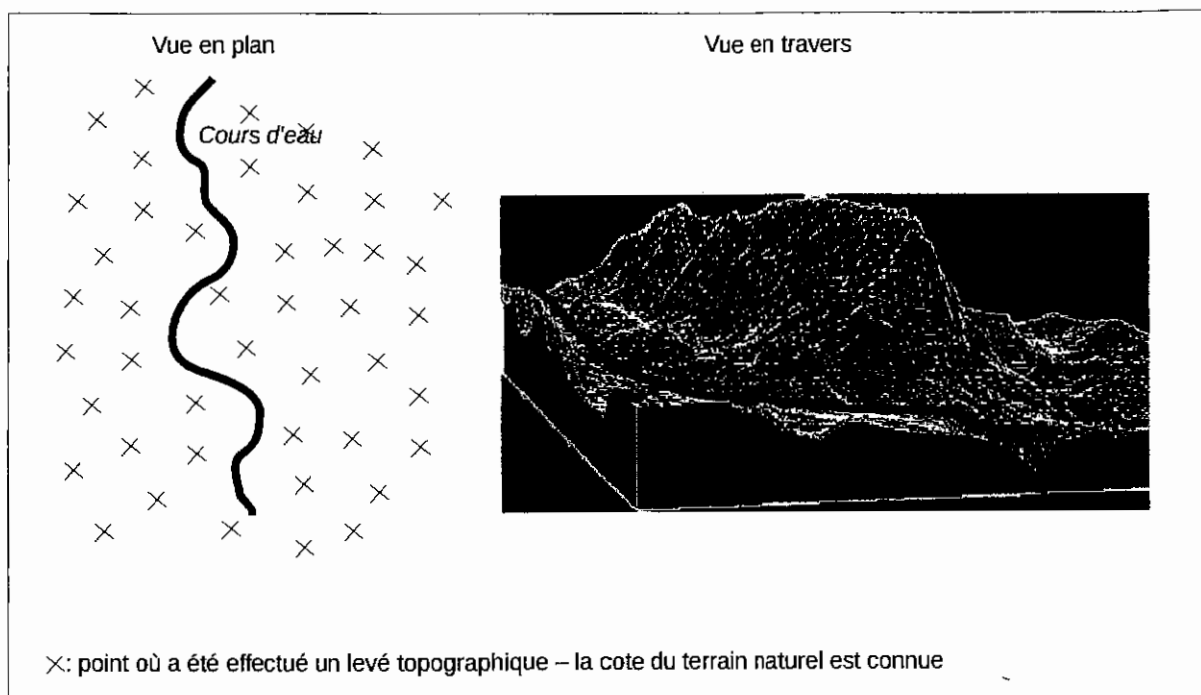 Vue en plan
Vue en travers
Cours d'eau
×: point où a été effectué un levé topographique – la cote du terrain naturel est connue